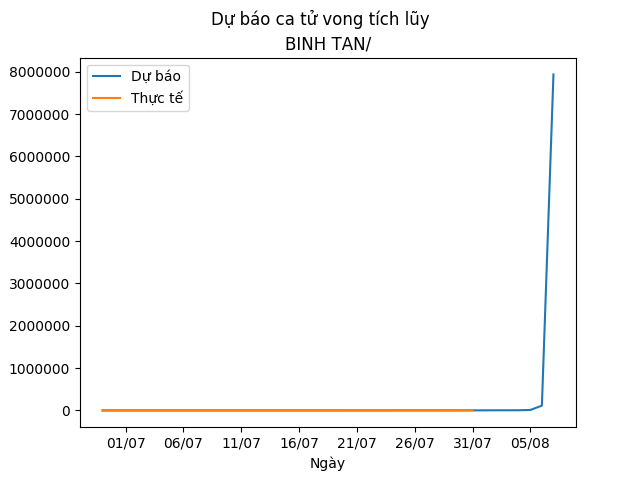 Dự báo ca tử vong tích lũy
BINH TAN/
Dự báo
Thực tế
8000000
7000000
6000000
5000000
4000000
3000000
2000000
1000000
0
01/07 06/07 11/07 16/07 21/07 26/07 31/07 05/08
Ngày